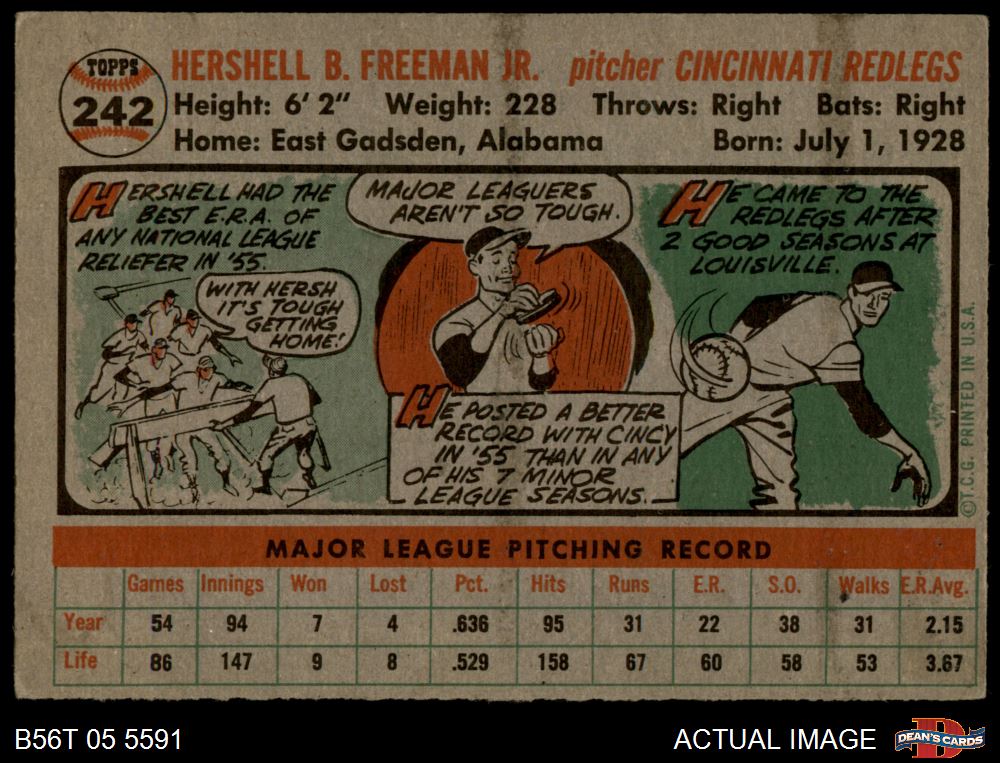 TOPPS
242
HERSHELL B. FREEMAN JR. pitcher CINCINNATI REDLEGS
Height: 6' 2" Weight: 228 Throws: Right Bats: Right
Home: East Gadsden, Alabama Born: July 1, 1928
HERSHELL HAD THE
BEST E.R.A. OF
ANY NATIONAL LEAGUE
RELIEFER IN '55.
WITH HERSH
IT'S TOUGH
GETTING
HOME!
MAJOR LEAGUERS
AREN'T SO TOUGH.
HE POSTED A BETTER
RECORD WITH CINCY
IN '55 THAN IN ANY
OF HIS 7 MINOR
LEAGUE SEASONS.
HE CAME TO THE
REDLEGS AFTER
2 GOOD SEASONS AT
LOUISVILLE.
©T.C.G. PRINTED IN U.S.A.
MAJOR LEAGUE PITCHING RECORD
Games Innings Won Lost Pct. Hits Runs E.R. S.O. Walks E.R.Avg.
Year 54 94 7 4 .636 95 31 22 38 31 2.15
Life 86 147 9 8 .529 158 67 60 58 53 3.67
B56T 05 5591
ACTUAL IMAGE
DEAN'S CARDS